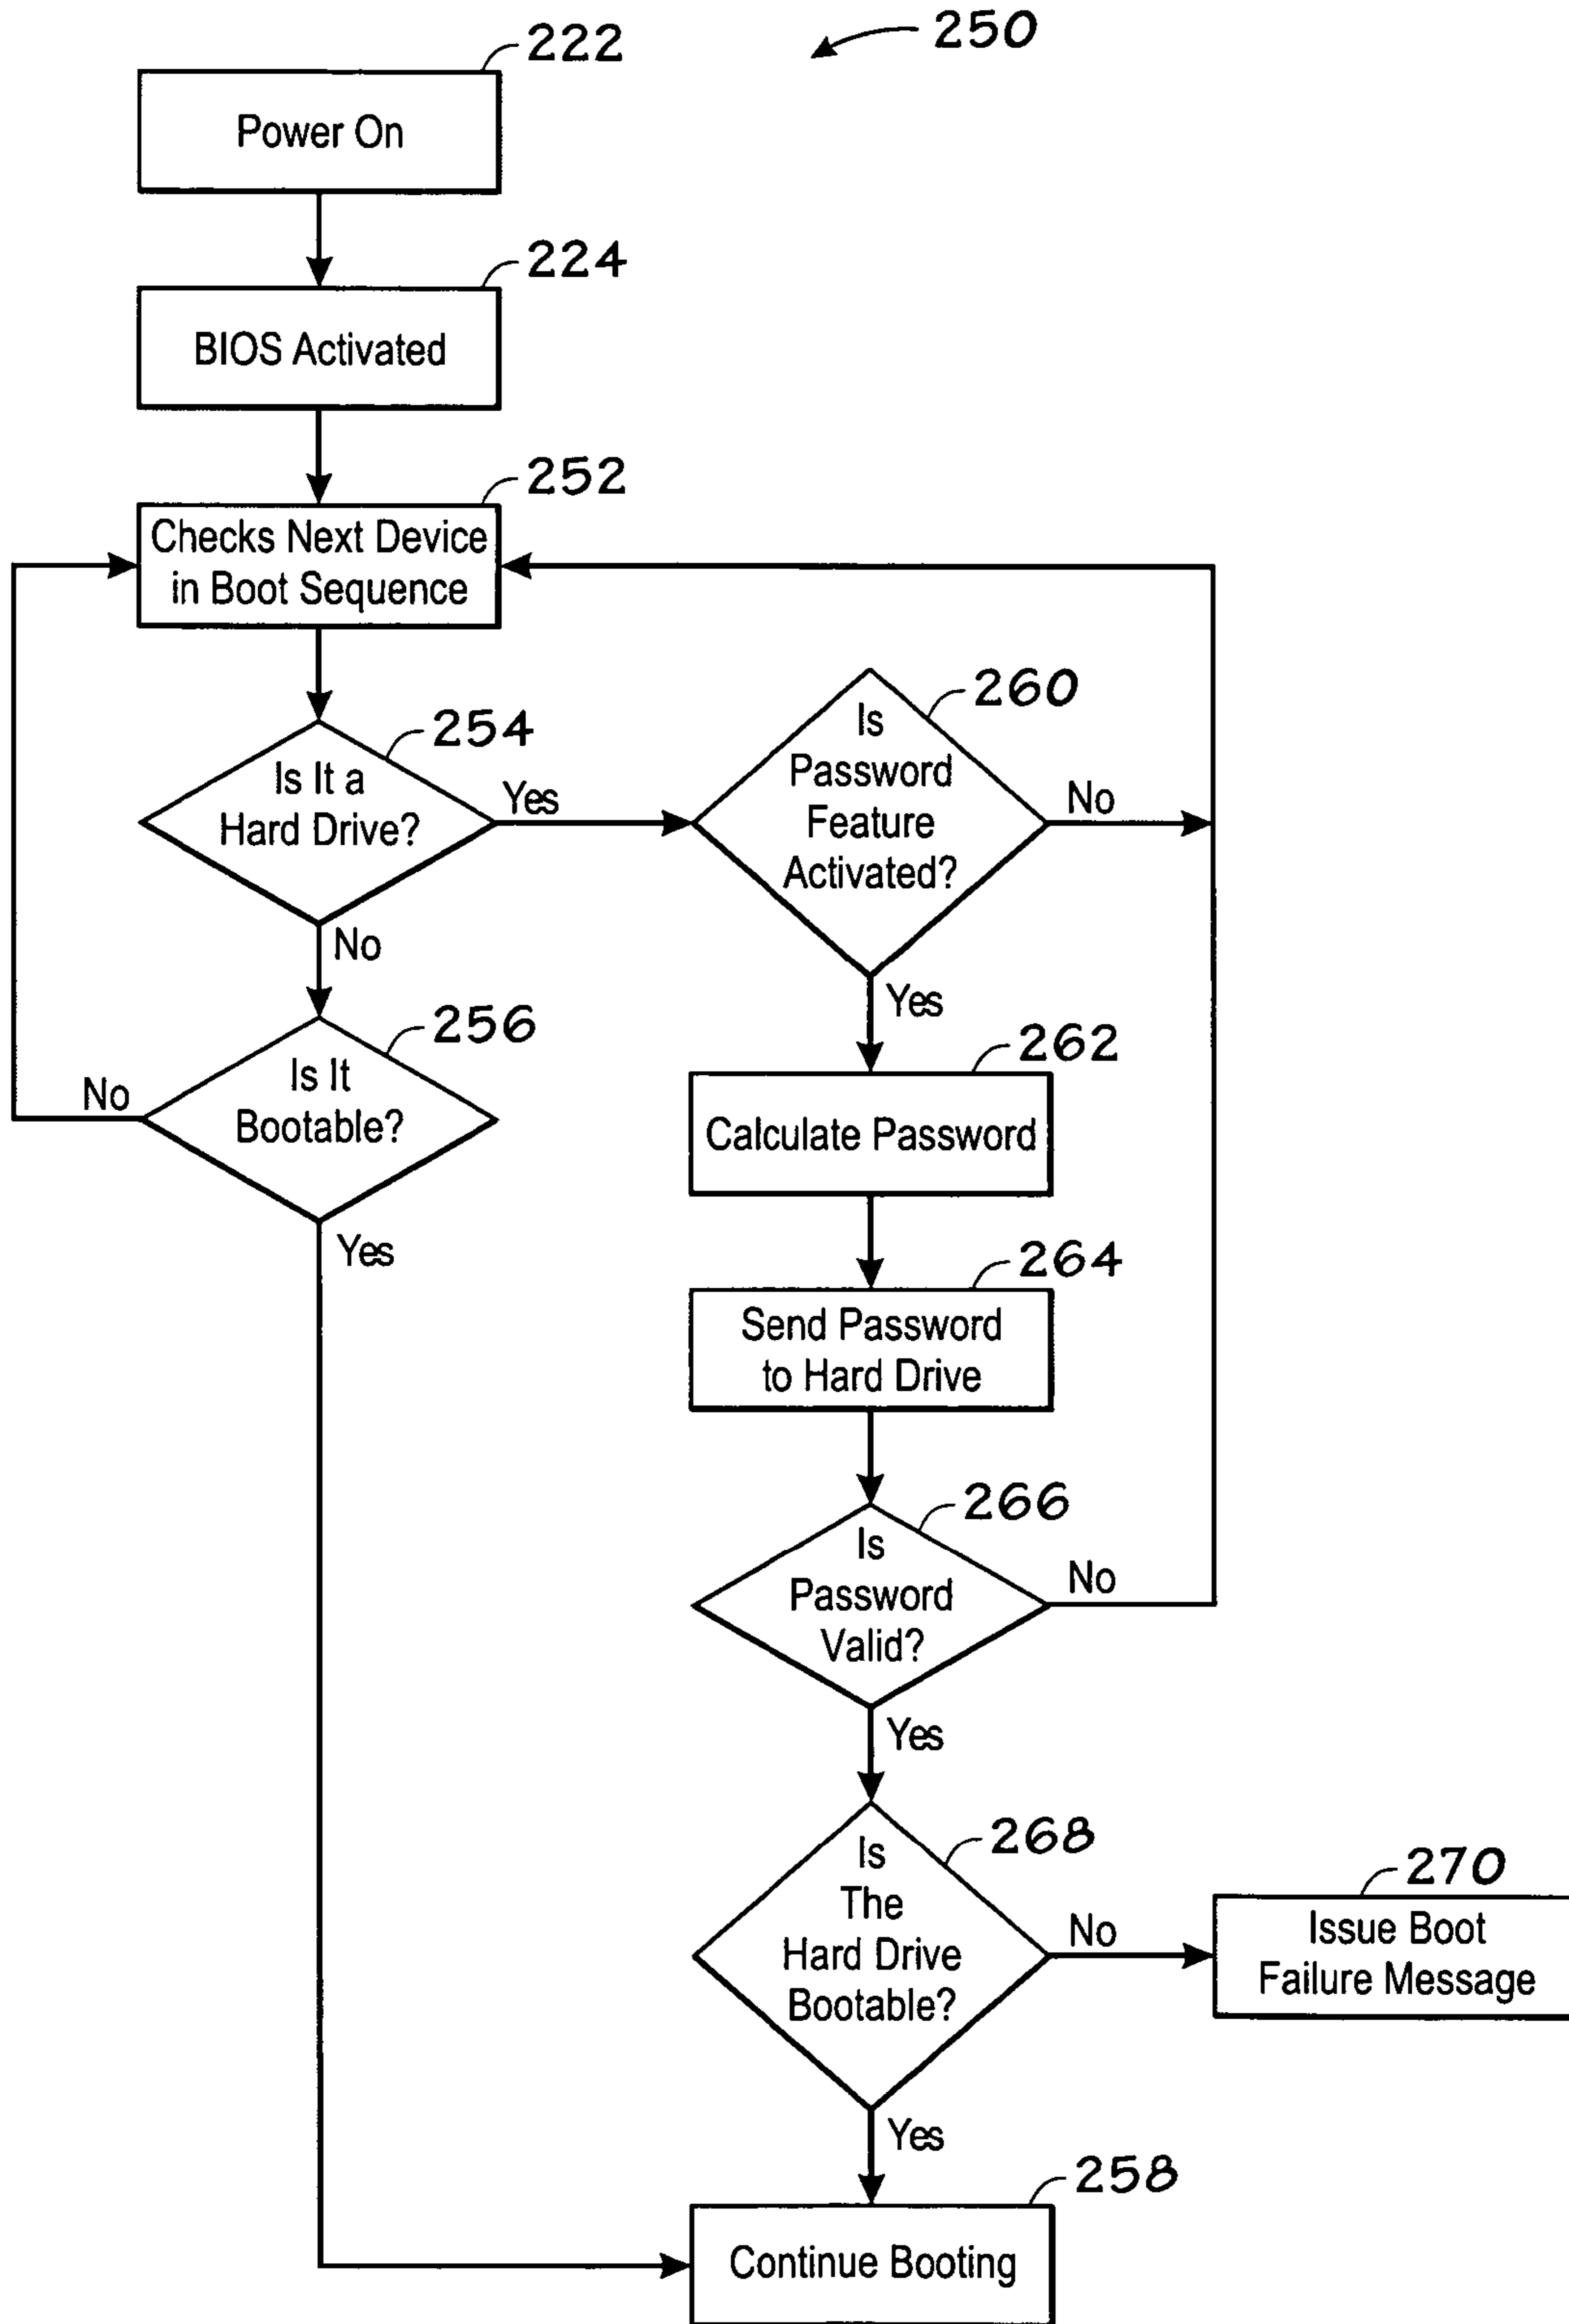 250
222
Power On
224
BIOS Activated
252
Checks Next Device
in Boot Sequence
254
Is It a
Hard Drive?
Yes
No
260
Is
Password
Feature
Activated?
No
Yes
256
Is It
Bootable?
No
Yes
262
Calculate Password
264
Send Password
to Hard Drive
266
Is
Password
Valid?
No
Yes
268
Is
The
Hard Drive
Bootable?
No
Yes
270
Issue Boot
Failure Message
258
Continue Booting